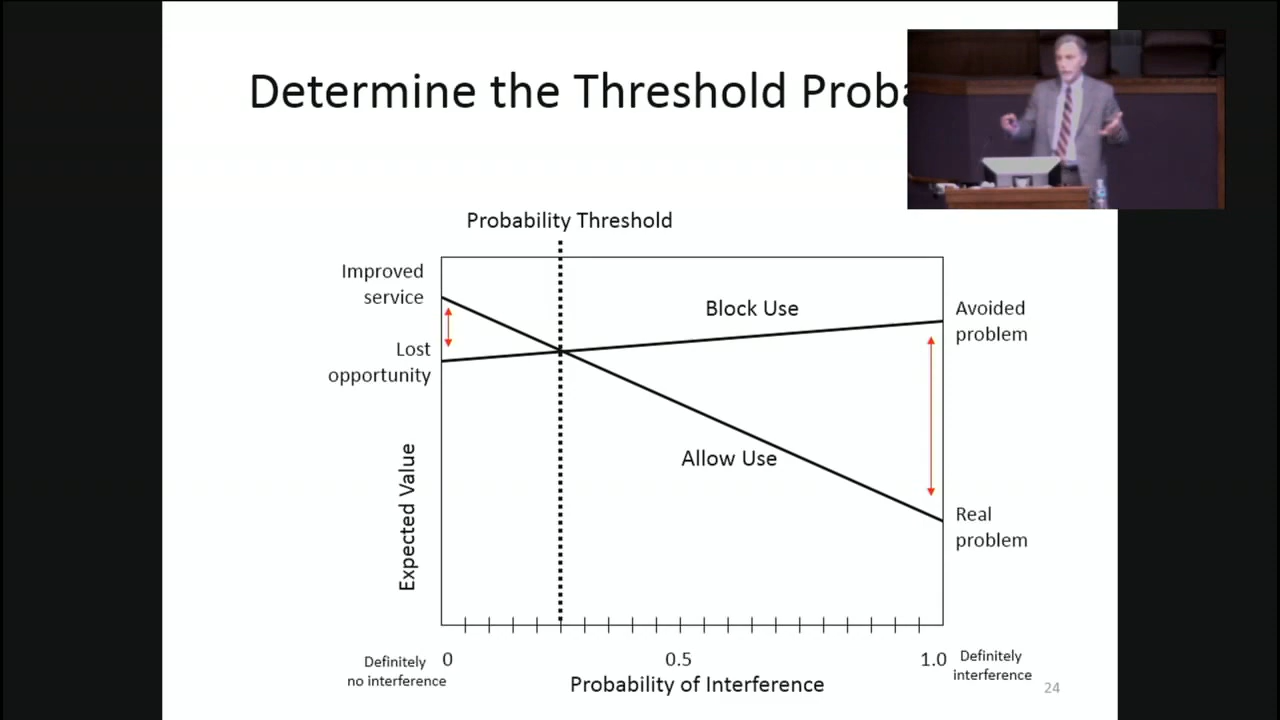 Determine the Threshold Proba
Probability Threshold
Improved
service
Block Use
Avoided
problem
Lost
opportunity
Allow Use
Expected Value
Real
problem
Definitely
no interference
0
0.5
1.0
Definitely
interference
Probability of Interference
24